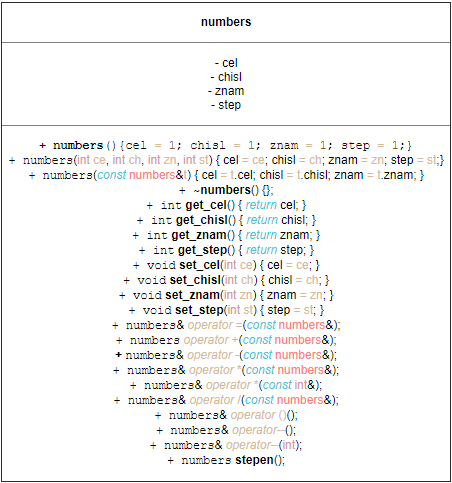 numbers
- cel
- chisl
- znam
- step
+ numbers(){cel = 1; chisl = 1; znam = 1; step = 1;}
+ numbers(int ce, int ch, int zn, int st) { cel = ce; chisl = ch; znam = zn; step = st;}
+ numbers(const numbers&t) { cel = t.cel; chisl = t.chisl; znam = t.znam; }
+ ~numbers() {};
+ int get_cel() { return cel; }
+ int get_chisl() { return chisl; }
+ int get_znam() { return znam; }
+ int get_step() { return step; }
+ void set_cel(int ce) { cel = ce; }
+ void set_chisl(int ch) { chisl = ch; }
+ void set_znam(int zn) { znam = zn; }
+ void set_step(int st) { step = st; }
+ numbers& operator =(const numbers&);
+ numbers operator +(const numbers&);
+ numbers& operator -(const numbers&);
+ numbers& operator *(const numbers&);
+ numbers& operator *(const int&);
+ numbers& operator /(const numbers&);
+ numbers& operator ()();
+ numbers& operator--();
+ numbers& operator--(int);
+ numbers stepen();